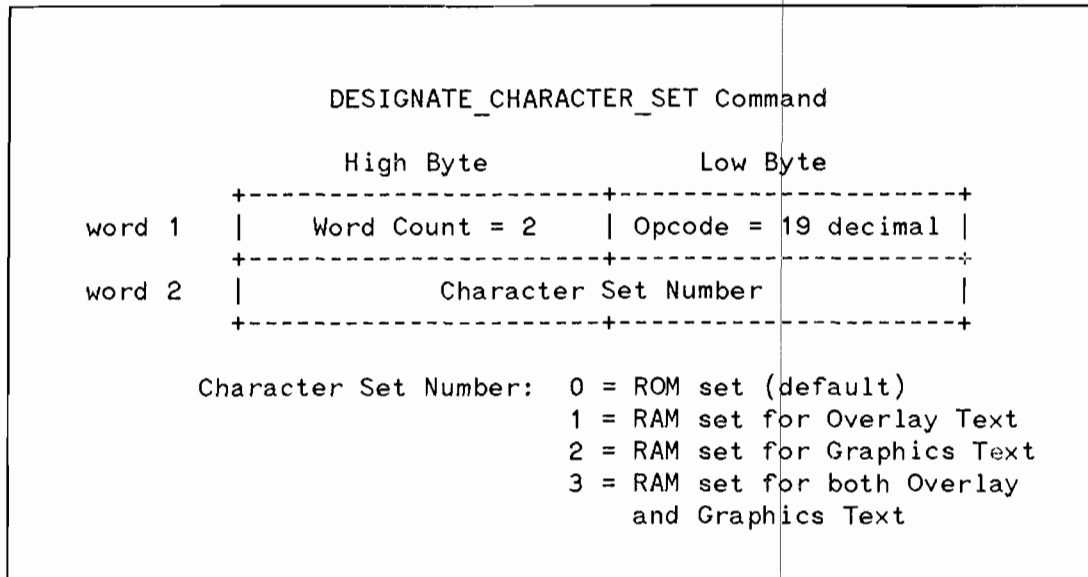 DESIGNATE_CHARACTER_SET Command
High Byte Low Byte
+----------------------+---------------------+
word 1 | Word Count = 2 | Opcode = 19 decimal |
+----------------------+---------------------+
word 2 | Character Set Number |
+----------------------+---------------------+
Character Set Number: 0 = ROM set (default)
1 = RAM set for Overlay Text
2 = RAM set for Graphics Text
3 = RAM set for both Overlay
and Graphics Text